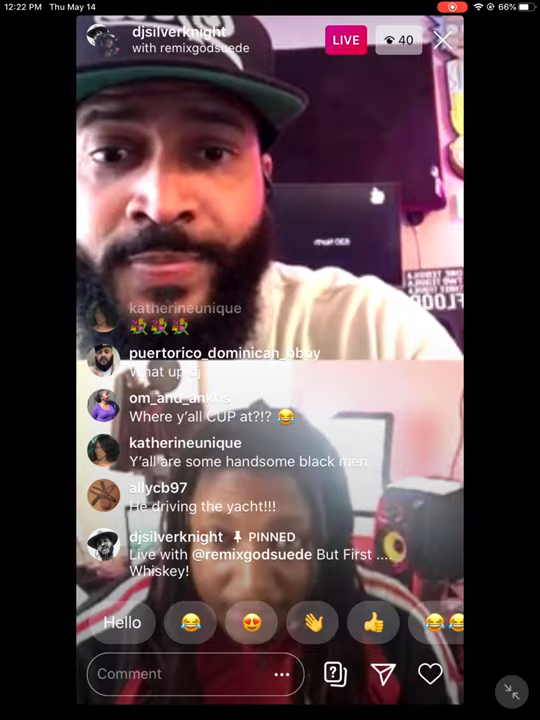 12:22 PM Thu May 14
66%
djsilverknight
with remixgodsuede
LIVE
40
katherineunique
💐💐💐
puertorico_dominican_bboy
What up dj
om_and_ankhs
Where y'all CUP at?!? 😂
katherineunique
Y'all are some handsome black men
allycb97
He driving the yacht!!!
djsilverknight PINNED
Live with @remixgodsuede But First ....
Whiskey!
Hello 😂 😍 👋 👍 😂😂
Comment